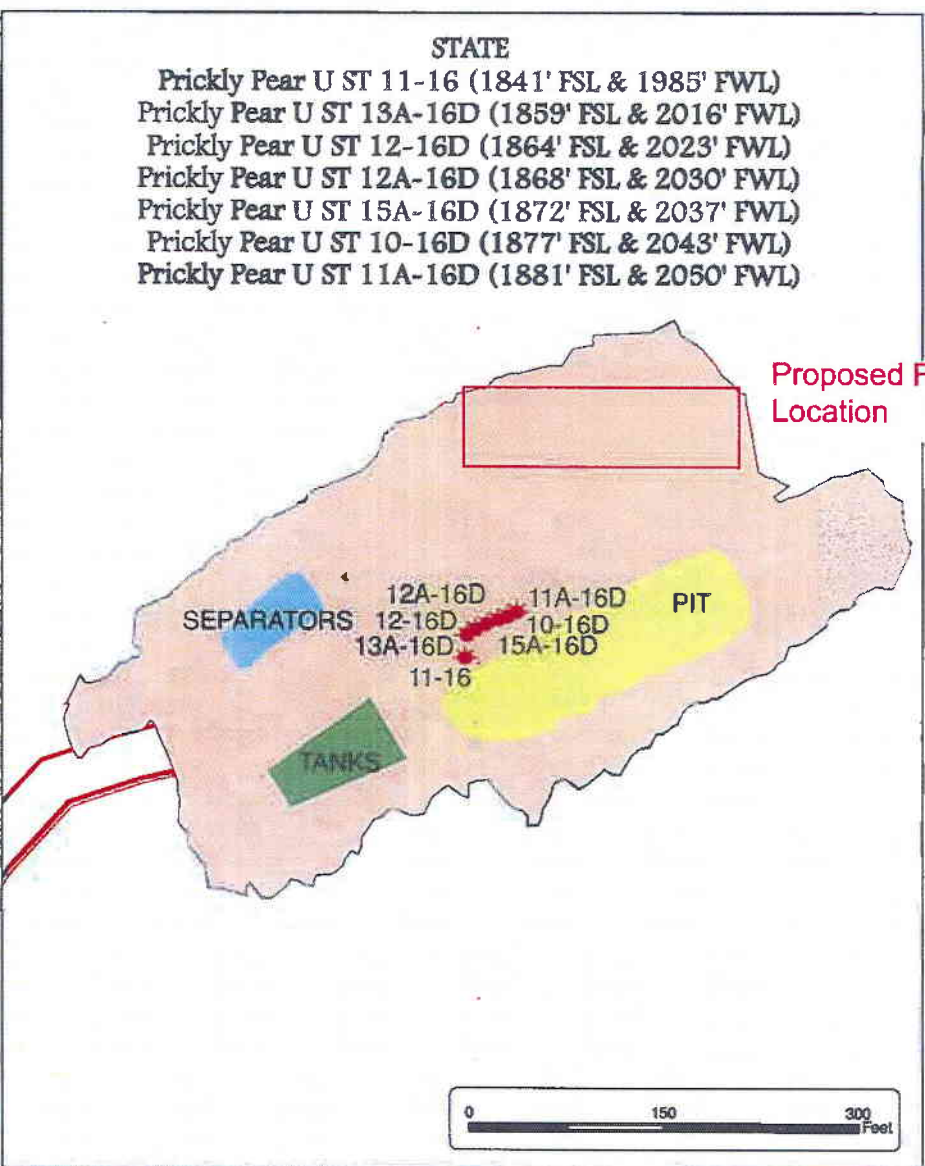 STATE
Prickly Pear U ST 11-16 (1841' FSL & 1985' FWL)
Prickly Pear U ST 13A-16D (1859' FSL & 2016' FWL)
Prickly Pear U ST 12-16D (1864' FSL & 2023' FWL)
Prickly Pear U ST 12A-16D (1868' FSL & 2030' FWL)
Prickly Pear U ST 15A-16D (1872' FSL & 2037' FWL)
Prickly Pear U ST 10-16D (1877' FSL & 2043' FWL)
Prickly Pear U ST 11A-16D (1881' FSL & 2050' FWL)
Proposed
Location
12A-16D 11A-16D
SEPARATORS 12-16D 10-16D PIT
13A-16D 15A-16D
11-16
TANKS
0 150 300
Feet